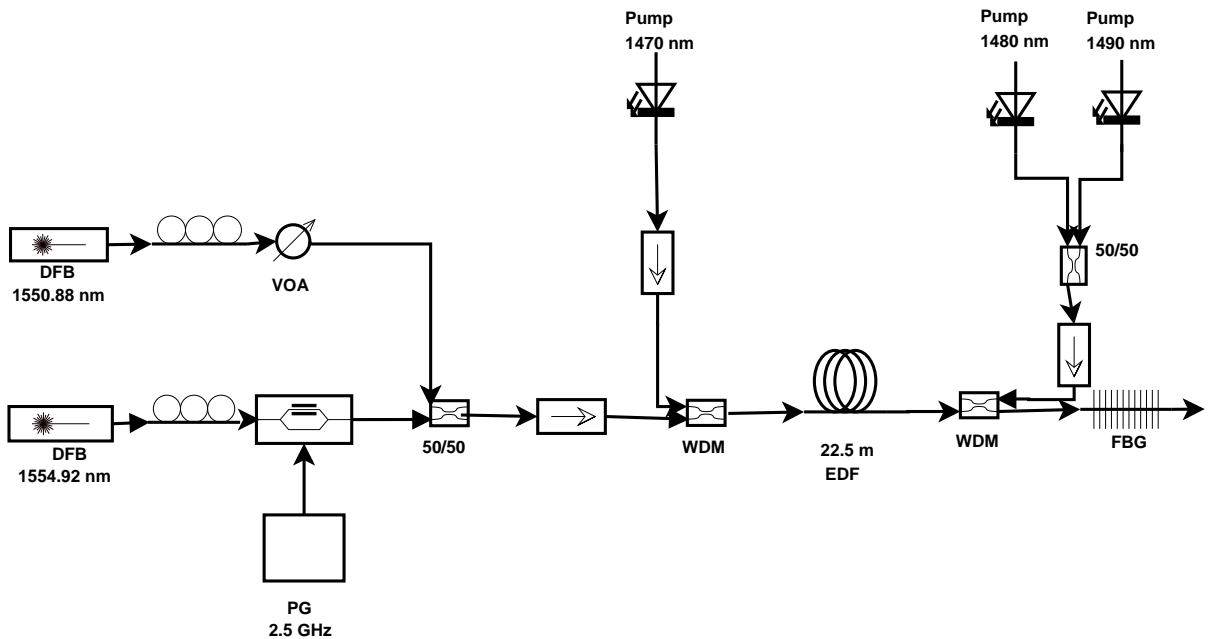 Pump
1470 nm
Pump
1480 nm
Pump
1490 nm
50/50
DFB
1550.88 nm
VOA
DFB
1554.92 nm
50/50
WDM
22.5 m
EDF
WDM
FBG
PG
2.5 GHz